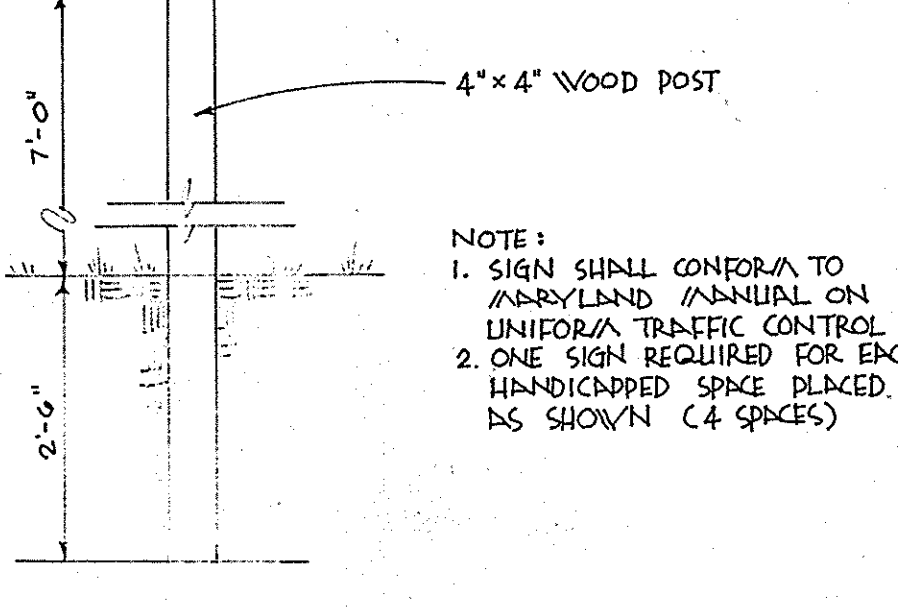 4"×4" WOOD POST
7'-0"
NOTE:
1. SIGN SHALL CONFORM TO
MARYLAND MANUAL ON
UNIFORM TRAFFIC CONTROL
2. ONE SIGN REQUIRED FOR EAC
HANDICAPPED SPACE PLACED
AS SHOWN (4 SPACES)
2'-6"